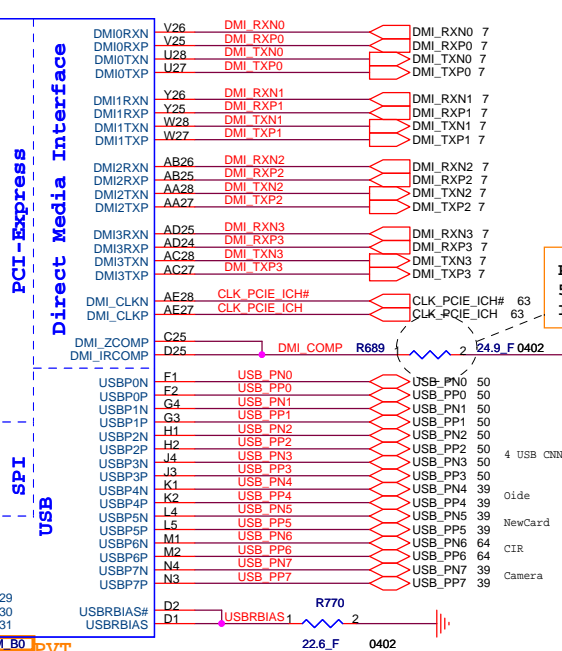 PCI-Express
Direct Media Interface
SPI
USB
DMI0RXN V26 DMI_RXN0 DMI_RXN0 7
DMI0RXP V25 DMI_RXP0 DMI_RXP0 7
DMI0TXN U28 DMI_TXN0 DMI_TXN0 7
DMI0TXP U27 DMI_TXP0 DMI_TXP0 7
DMI1RXN Y26 DMI_RXN1 DMI_RXN1 7
DMI1RXP Y25 DMI_RXP1 DMI_RXP1 7
DMI1TXN W28 DMI_TXN1 DMI_TXN1 7
DMI1TXP W27 DMI_TXP1 DMI_TXP1 7
DMI2RXN AB26 DMI_RXN2 DMI_RXN2 7
DMI2RXP AB25 DMI_RXP2 DMI_RXP2 7
DMI2TXN AA28 DMI_TXN2 DMI_TXN2 7
DMI2TXP AA27 DMI_TXP2 DMI_TXP2 7
DMI3RXN AD25 DMI_RXN3 DMI_RXN3 7
DMI3RXP AD24 DMI_RXP3 DMI_RXP3 7
DMI3TXN AC28 DMI_TXN3 DMI_TXN3 7
DMI3TXP AC27 DMI_TXP3 DMI_TXP3 7
DMI_CLKN AE28 CLK_PCIE_ICH# CLK_PCIE_ICH# 63
DMI_CLKP AE27 CLK_PCIE_ICH CLK_PCIE_ICH 63
DMI_ZCOMP C25
DMI_IRCOMP D25 DMI_COMP R689 2 24.9_F 0402
USBP0N F1 USB_PN0 USB_PN0 50
USBP0P F2 USB_PP0 USB_PP0 50
USBP1N G4 USB_PN1 USB_PN1 50
USBP1P G3 USB_PP1 USB_PP1 50
USBP2N H1 USB_PN2 USB_PN2 50
USBP2P H2 USB_PP2 USB_PP2 50
USBP3N J4 USB_PN3 USB_PN3 50
USBP3P J3 USB_PP3 USB_PP3 50
4 USB CNN
USBP4N K1 USB_PN4 USB_PN4 39
USBP4P K2 USB_PP4 USB_PP4 39
Oide
USBP5N L4 USB_PN5 USB_PN5 39
USBP5P L5 USB_PP5 USB_PP5 39
NewCard
USBP6N M1 USB_PN6 USB_PN6 64
USBP6P M2 USB_PP6 USB_PP6 64
CIR
USBP7N N4 USB_PN7 USB_PN7 39
USBP7P N3 USB_PP7 USB_PP7 39
Camera
29
30 USBRBIAS# D2
31 USBRBIAS D1 USBRBIAS 1 R770 2
22.6_F 0402
M_B0 PVT